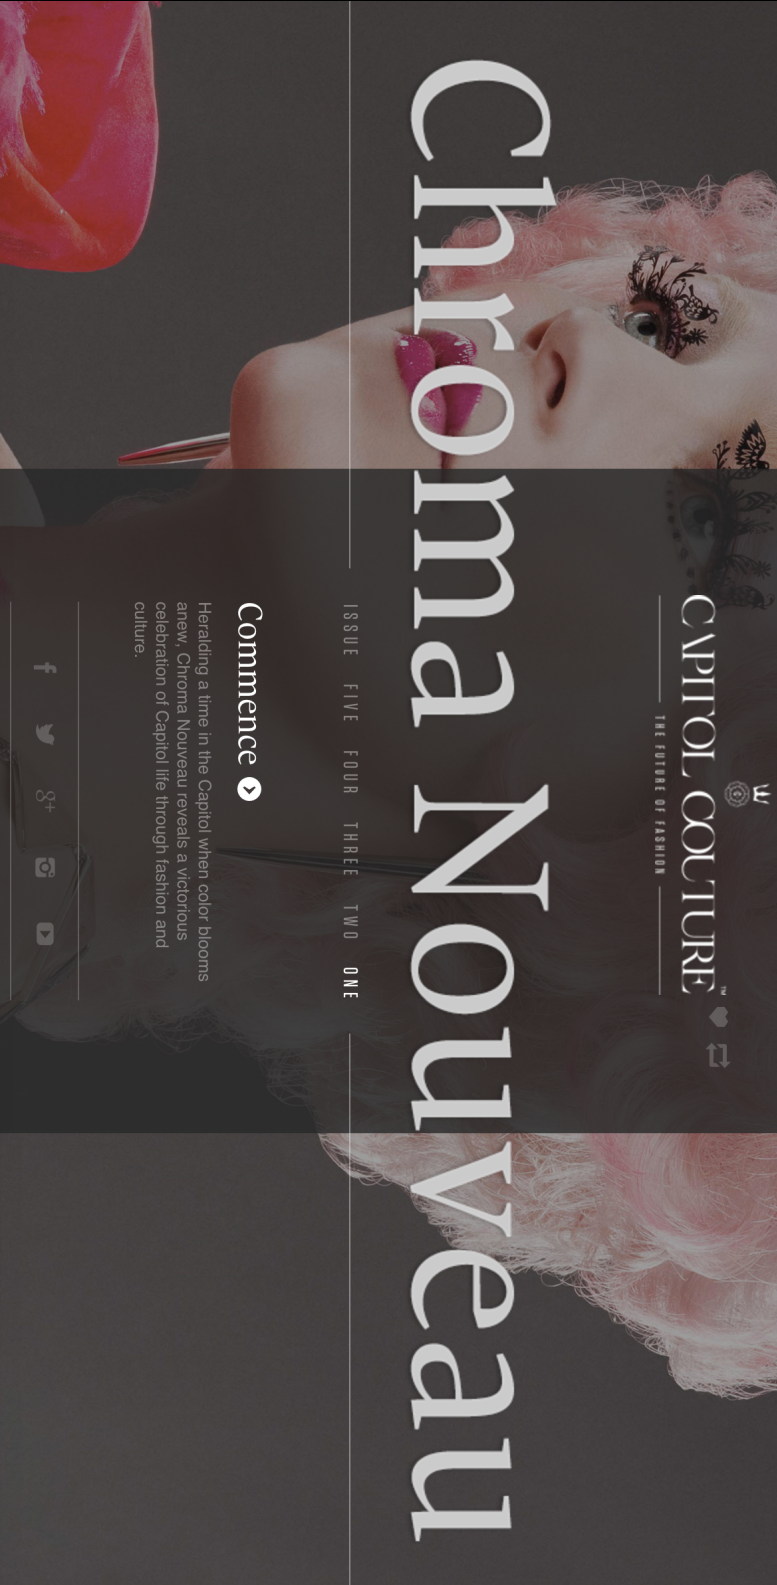 CAPITOL COUTURE™
THE FUTURE OF FASHION
Chroma Nouveau
ISSUE FIVE FOUR THREE TWO ONE
Commence
Heralding a time in the Capitol when color blooms
anew, Chroma Nouveau reveals a victorious
celebration of Capitol life through fashion and
culture.